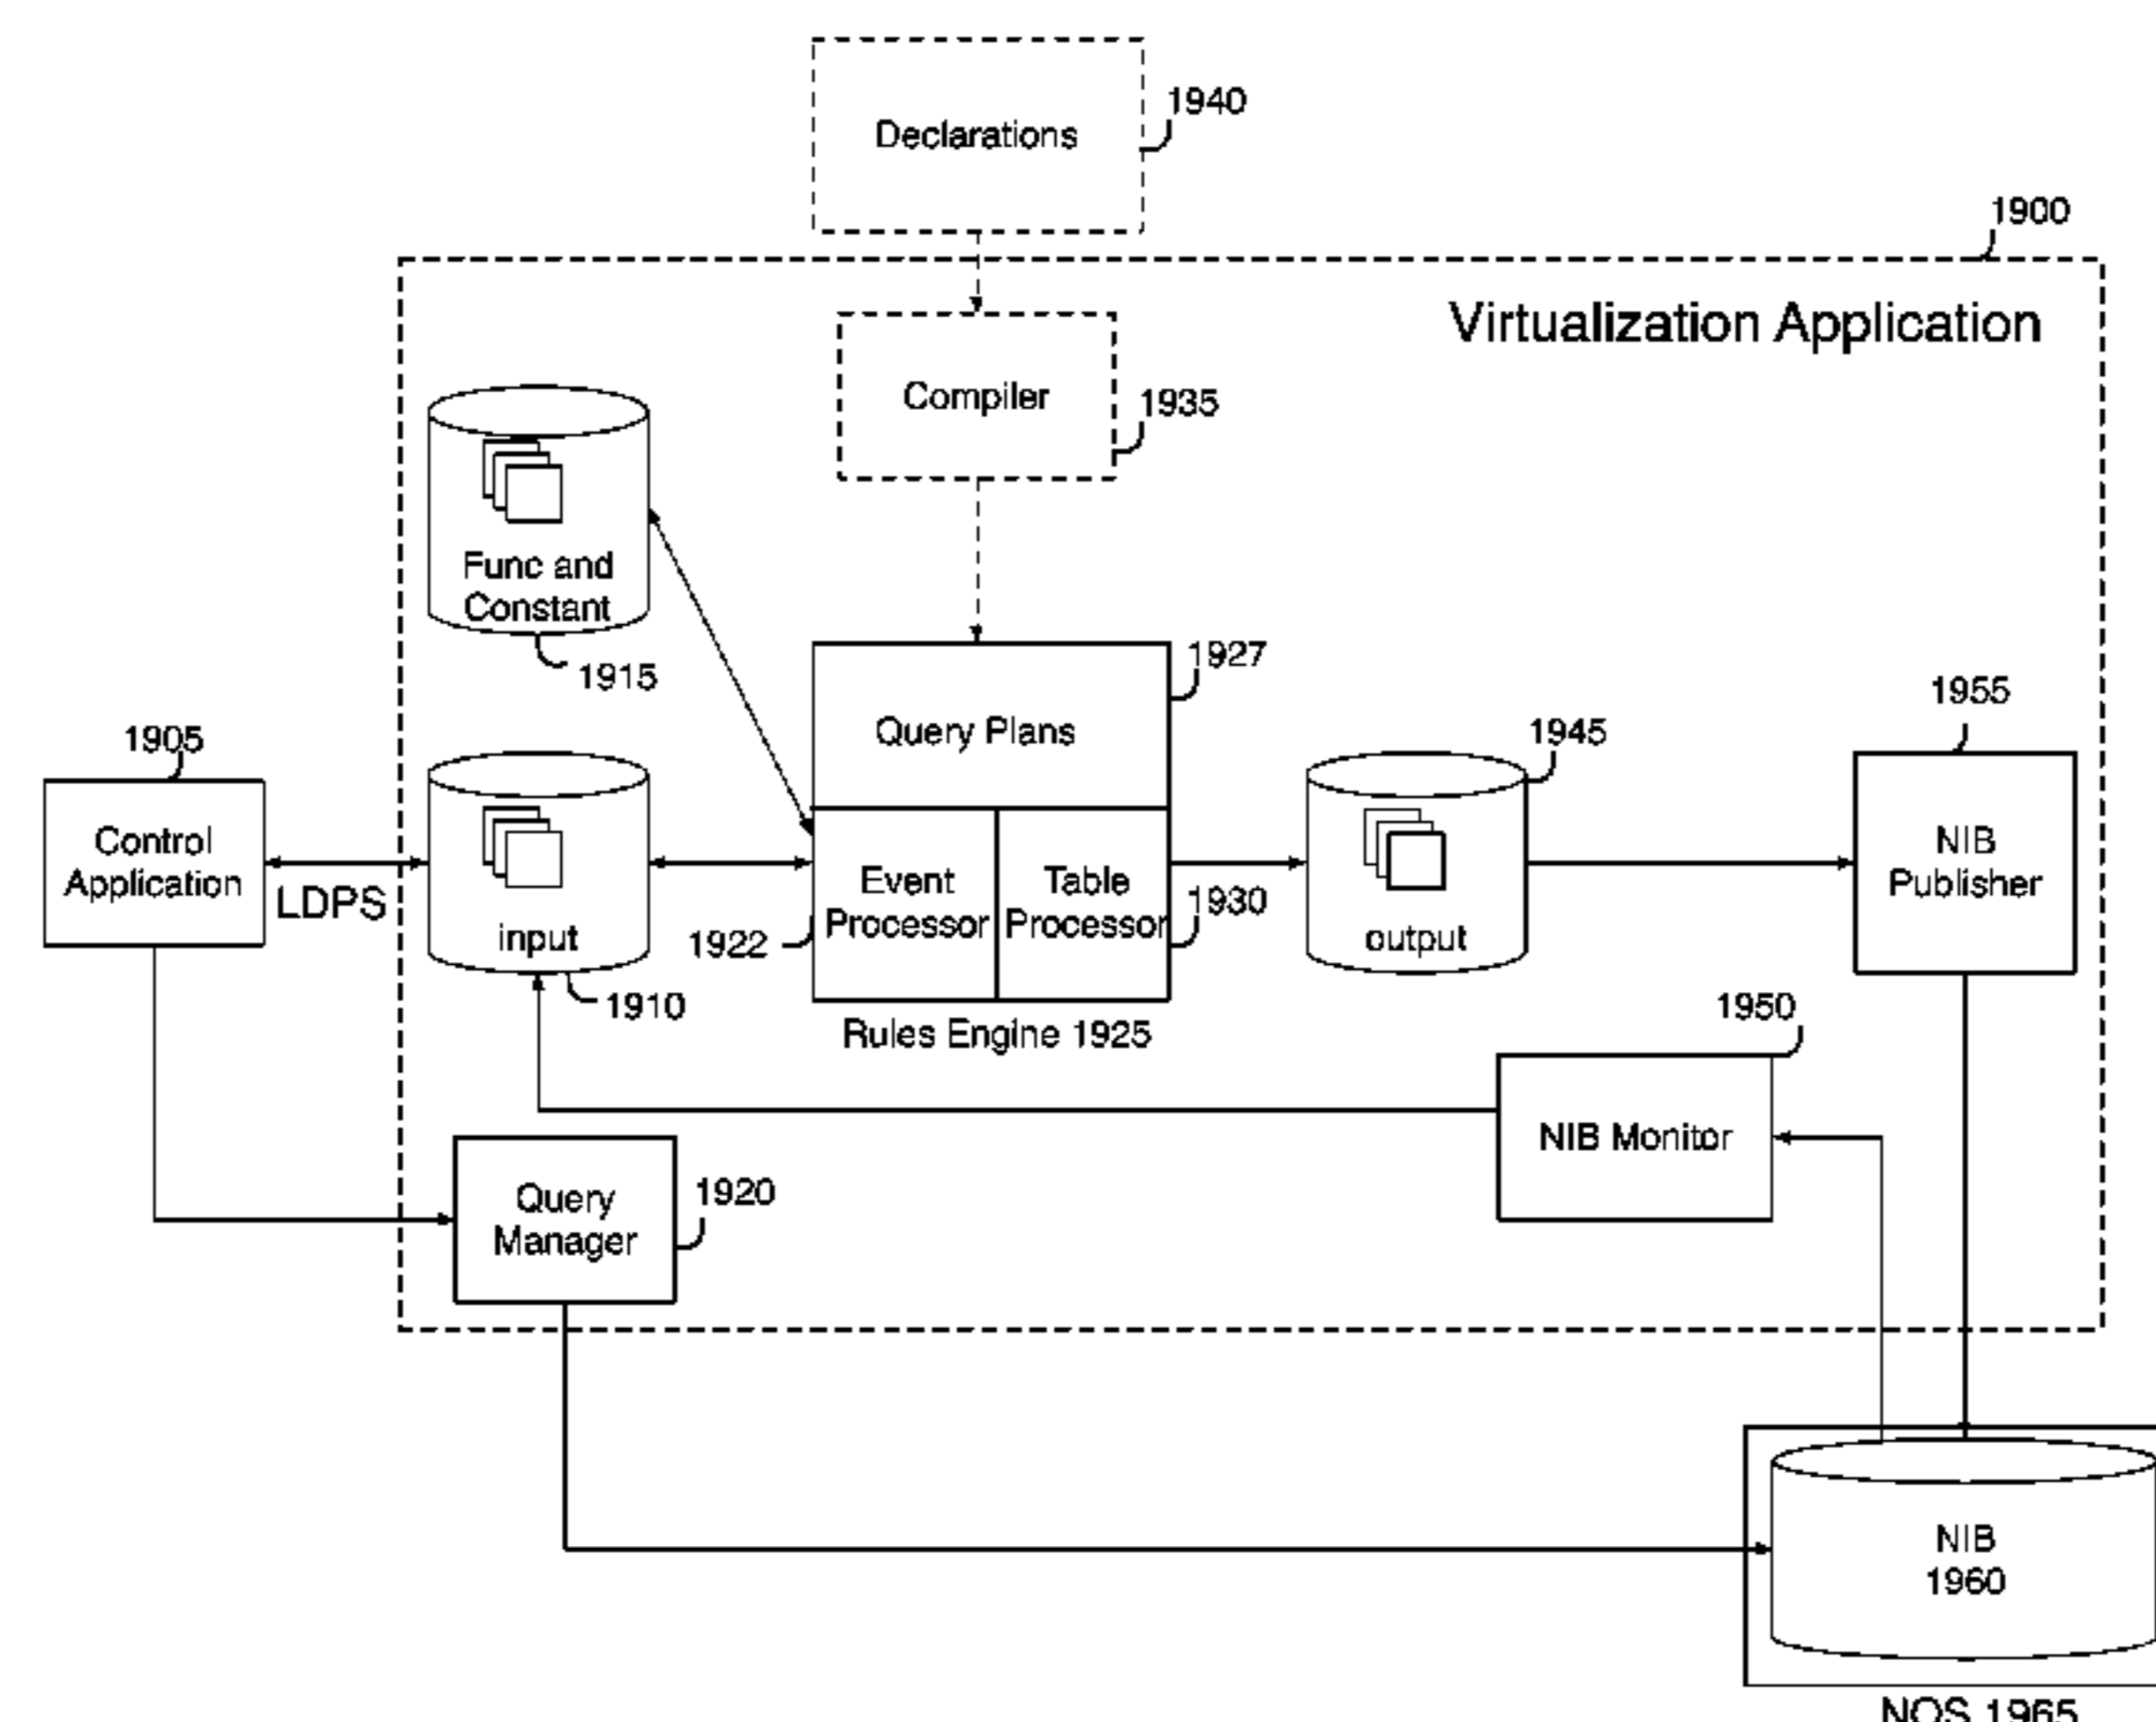 1940
Declarations
1900
Virtualization Application
Compiler
1935
Func and
Constant
1915
1927
Query Plans
1955
1945
1905
Control
Application
LDPS
input
1910
Event
Processor
1922
Table
Processor
1930
output
NIB
Publisher
Rules Engine 1925
1950
NIB Monitor
Query
Manager
1920
NIB
1960
NOS 1965